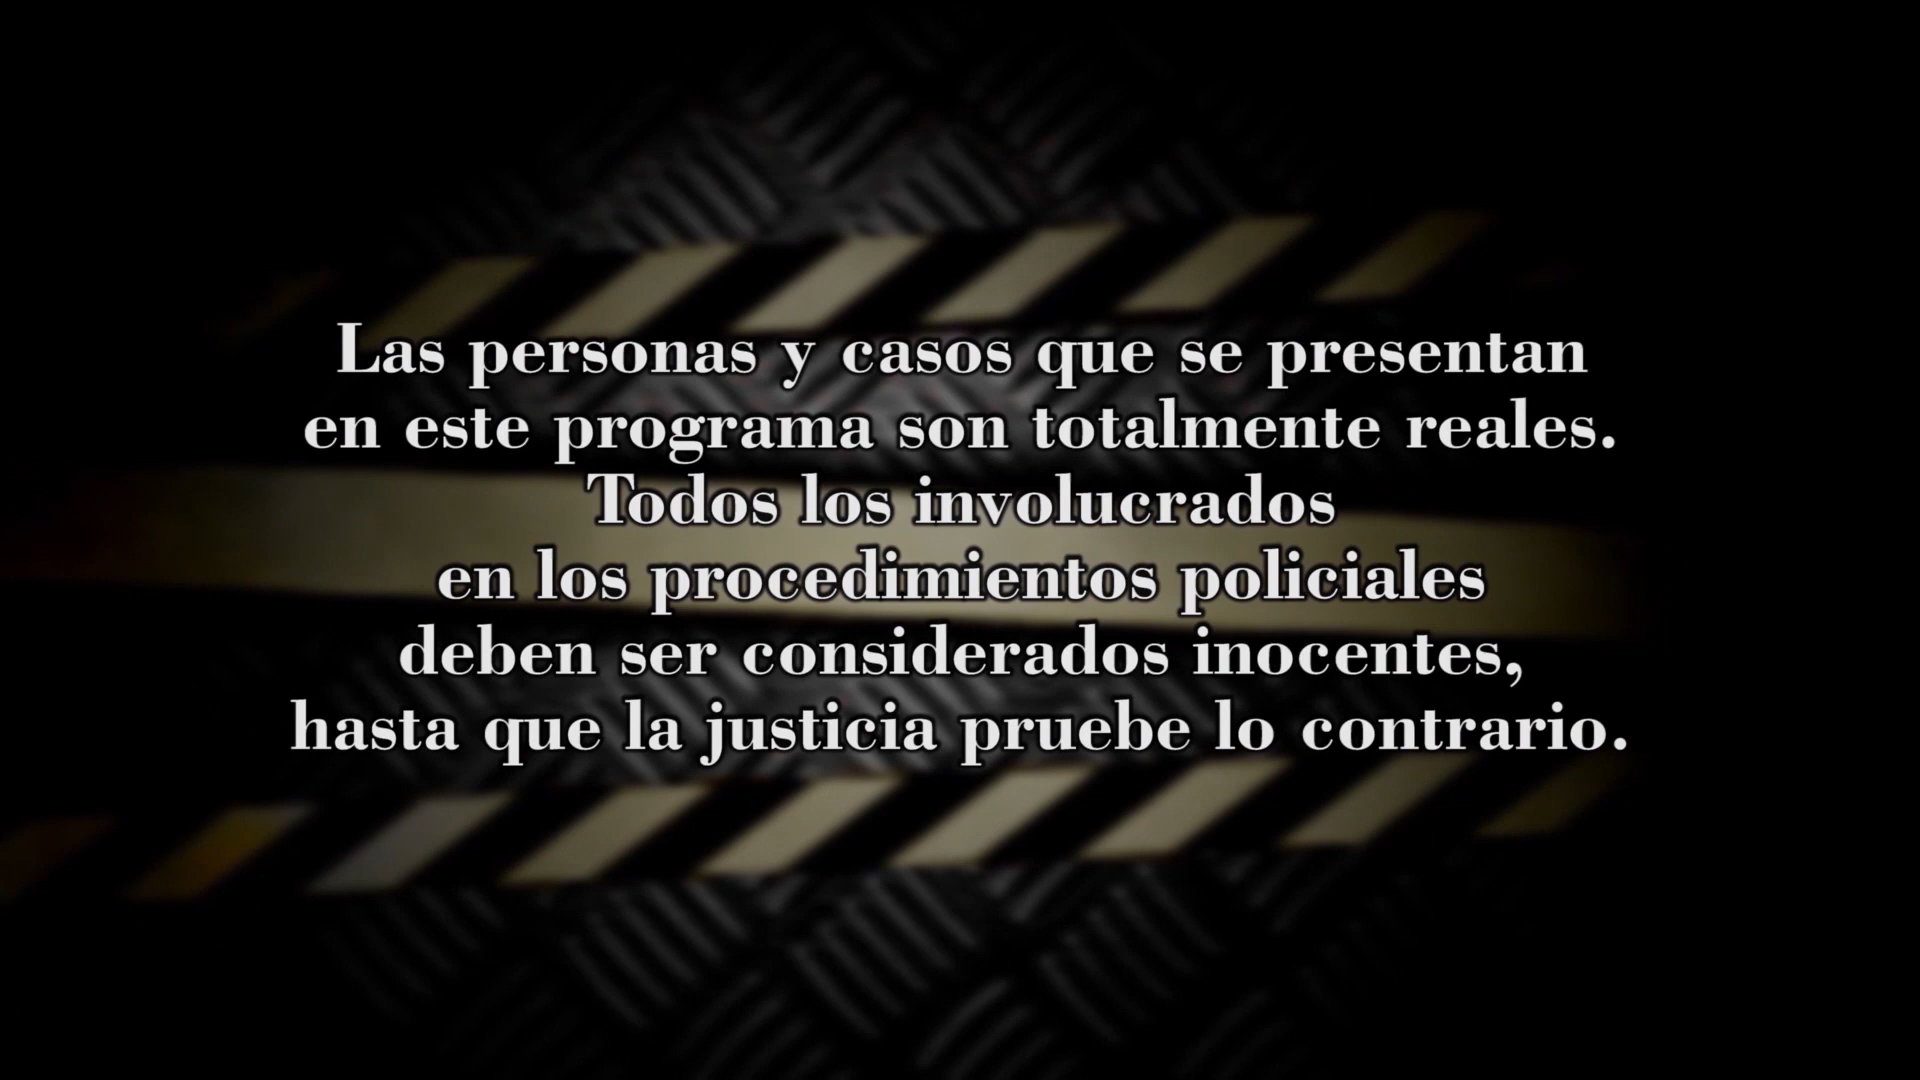 Las personas y casos que se presentan
en este programa son totalmente reales.
Todos los involucrados
en los procedimientos policiales
deben ser considerados inocentes,
hasta que la justicia pruebe lo contrario.